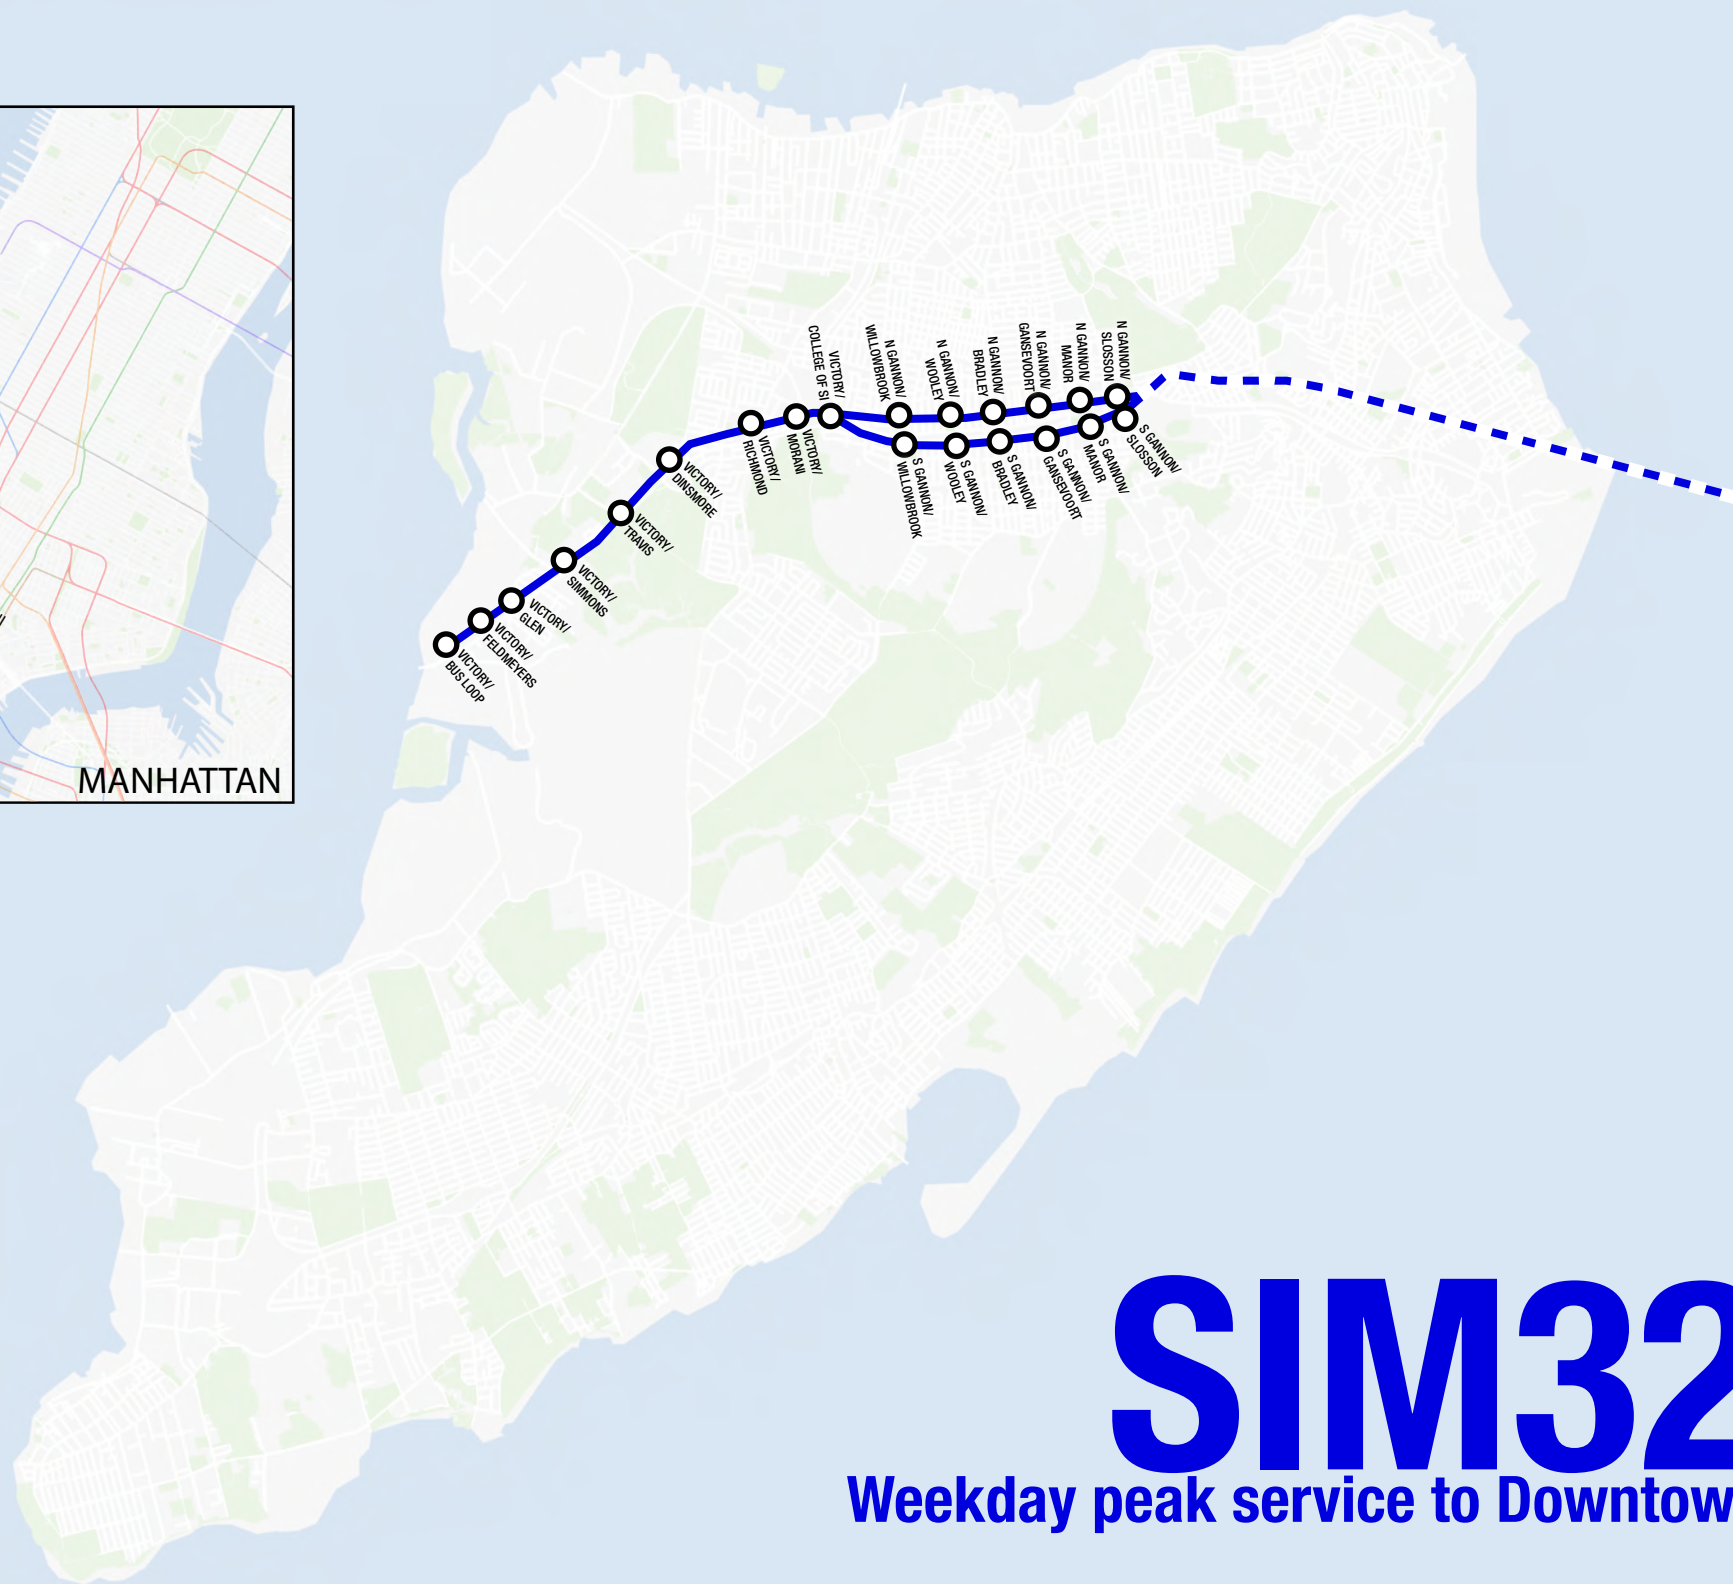 MANHATTAN
VICTORY/
BUS LOOP
VICTORY/
FELDMEYERS
VICTORY/
GLEN
VICTORY/
SIMMONS
VICTORY/
TRAVIS
VICTORY/
DINSMORE
VICTORY/
RICHMOND
VICTORY/
MORANI
VICTORY/
COLLEGE OF SI
N GANNON/
WILLOWBROOK
N GANNON/
WOOLEY
N GANNON/
BRADLEY
N GANNON/
GANSEVOORT
N GANNON/
MANOR
N GANNON/
SLOSSON
S GANNON/
WILLOWBROOK
S GANNON/
WOOLEY
S GANNON/
BRADLEY
S GANNON/
GANSEVOORT
S GANNON/
MANOR
S GANNON/
SLOSSON
SIM32
Weekday peak service to Downtow